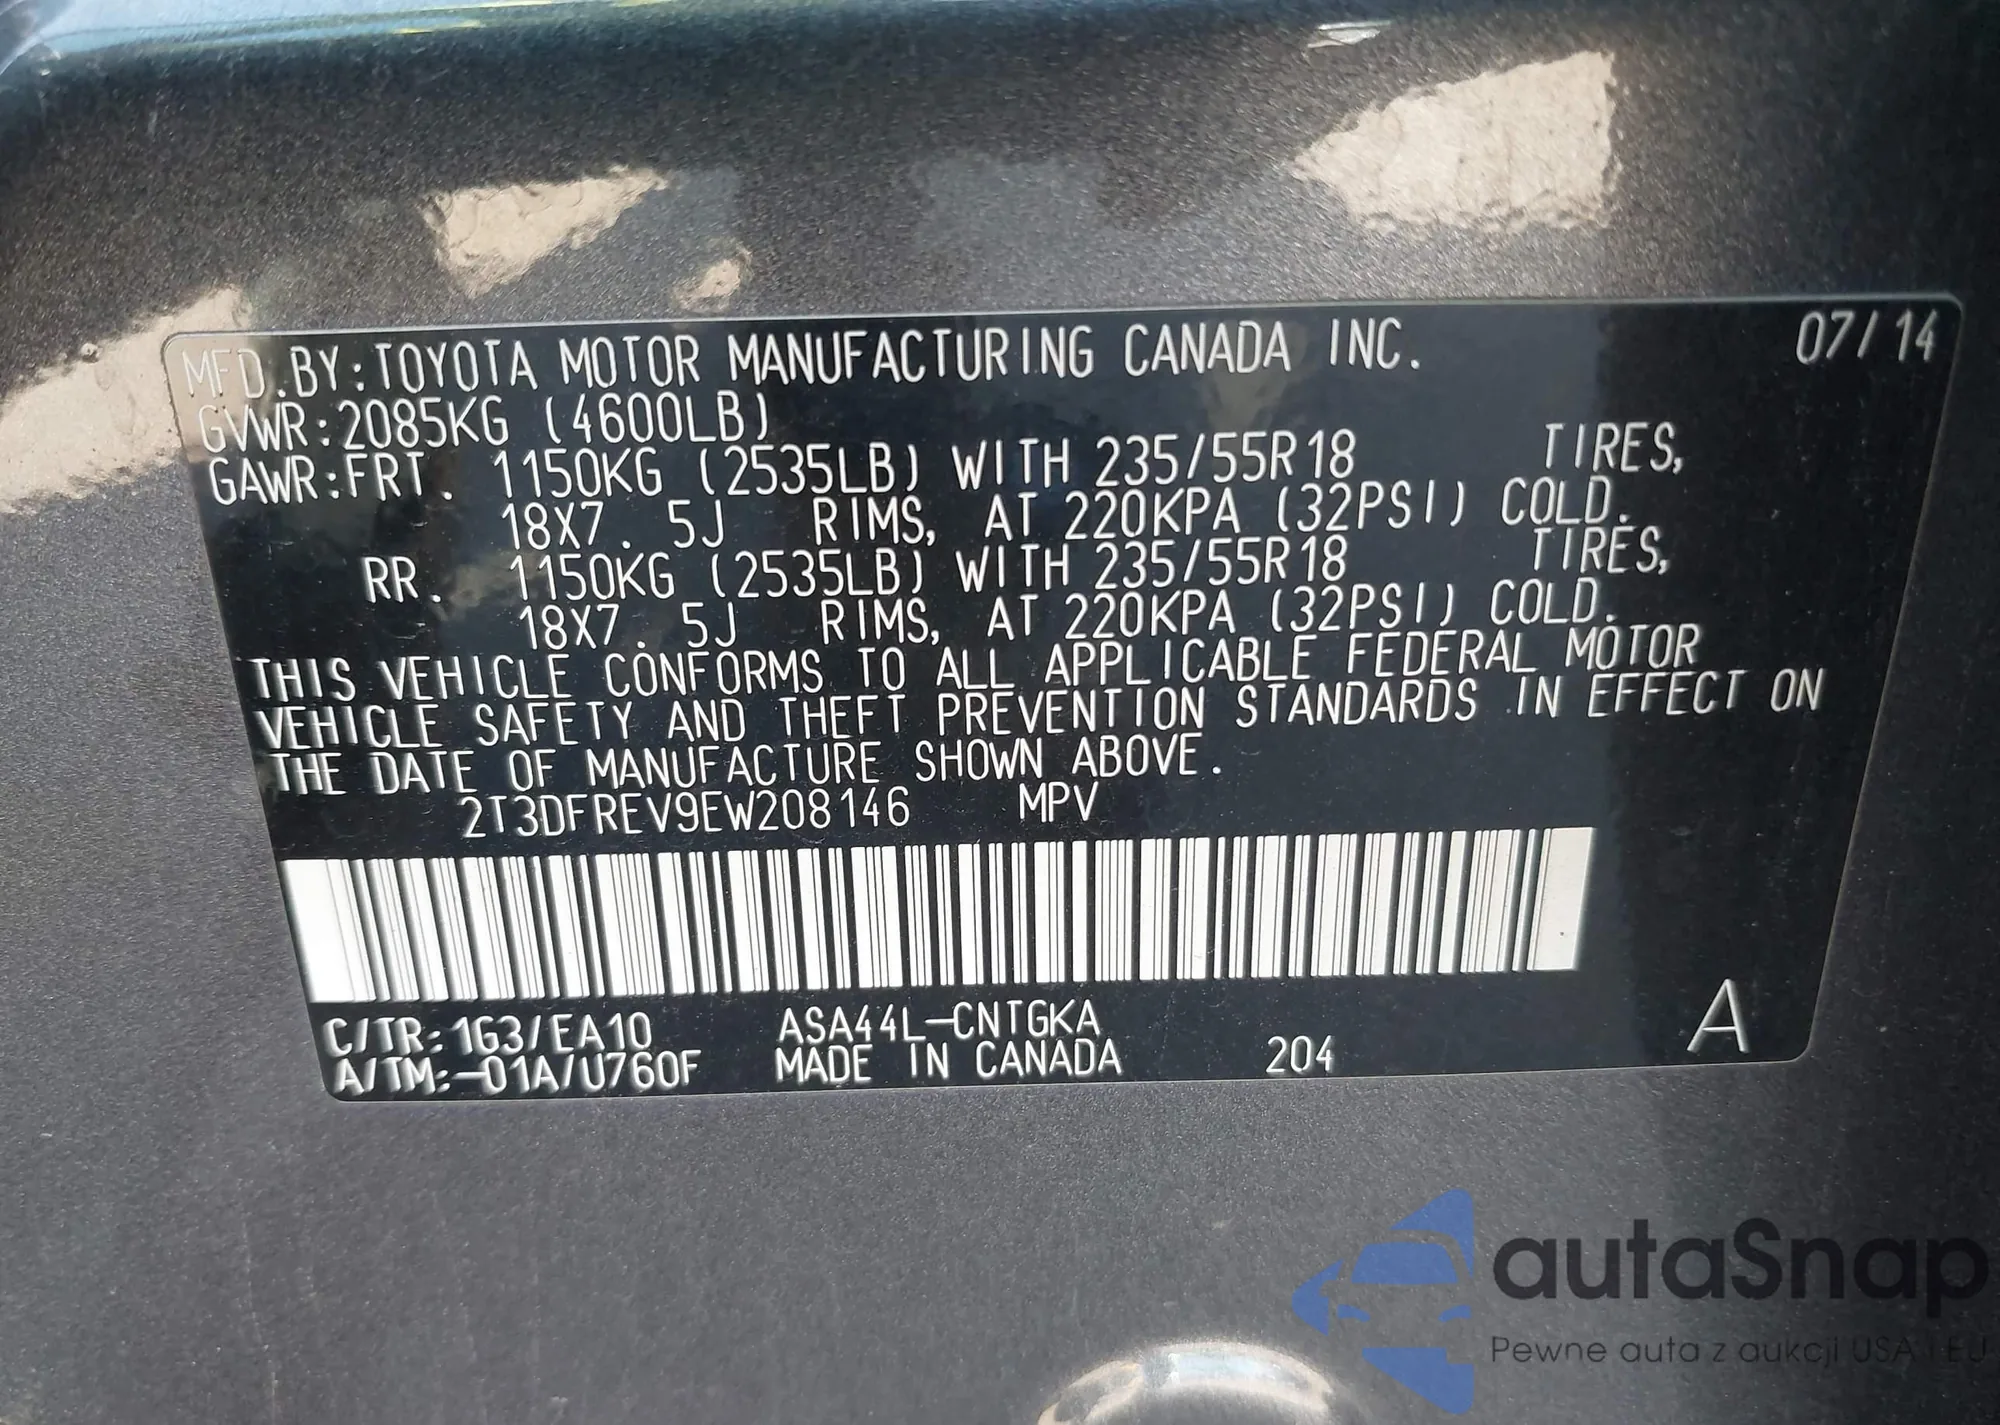 MFD.BY:TOYOTA MOTOR MANUFACTURING CANADA INC. 07/14
GVWR:2085KG (4600LB)
GAWR:FRT. 1150KG (2535LB) WITH 235/55R18 TIRES,
18X7.5J RIMS, AT 220KPA (32PSI) COLD.
RR. 1150KG (2535LB) WITH 235/55R18 TIRES,
18X7.5J RIMS, AT 220KPA (32PSI) COLD.
THIS VEHICLE CONFORMS TO ALL APPLICABLE FEDERAL MOTOR
VEHICLE SAFETY AND THEFT PREVENTION STANDARDS IN EFFECT ON
THE DATE OF MANUFACTURE SHOWN ABOVE.
2T3DFREV9EW208146 MPV
C/TR:1G3/EA10 ASA44L-CNTGKA
A/TM:-01A/U760F MADE IN CANADA 204 A
autaSnap
Pewne auta z aukcji USA i EU